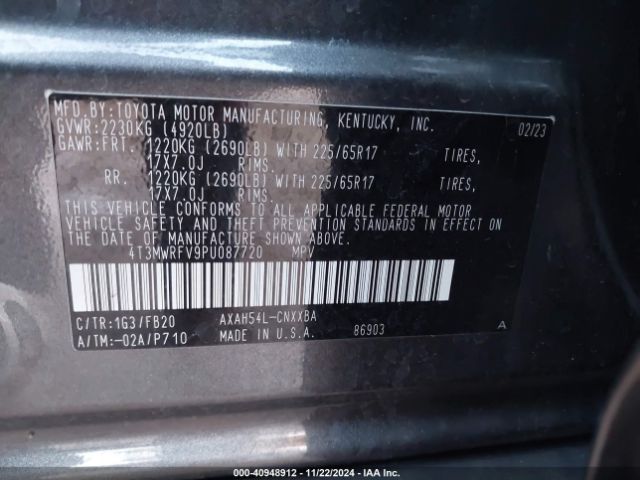 MFD.BY:TOYOTA MOTOR MANUFACTURING, KENTUCKY, INC. 02/23
GVWR:2230KG (4920LB)
GAWR:FRT. 1220KG (2690LB) WITH 225/65R17 TIRES,
17X7.0J RIMS.
RR. 1220KG (2690LB) WITH 225/65R17 TIRES,
17X7.0J RIMS.
THIS VEHICLE CONFORMS TO ALL APPLICABLE FEDERAL MOTOR
VEHICLE SAFETY AND THEFT PREVENTION STANDARDS IN EFFECT ON
THE DATE OF MANUFACTURE SHOWN ABOVE.
4T3MWRFV9PU087720 MPV
C/TR:1G3/FB20 AXAH54L-CNXXBA
A/TM:-02A/P710 MADE IN U.S.A. 86903 A
Stock: 40948912 - 11/22/2024 - IAA Inc.